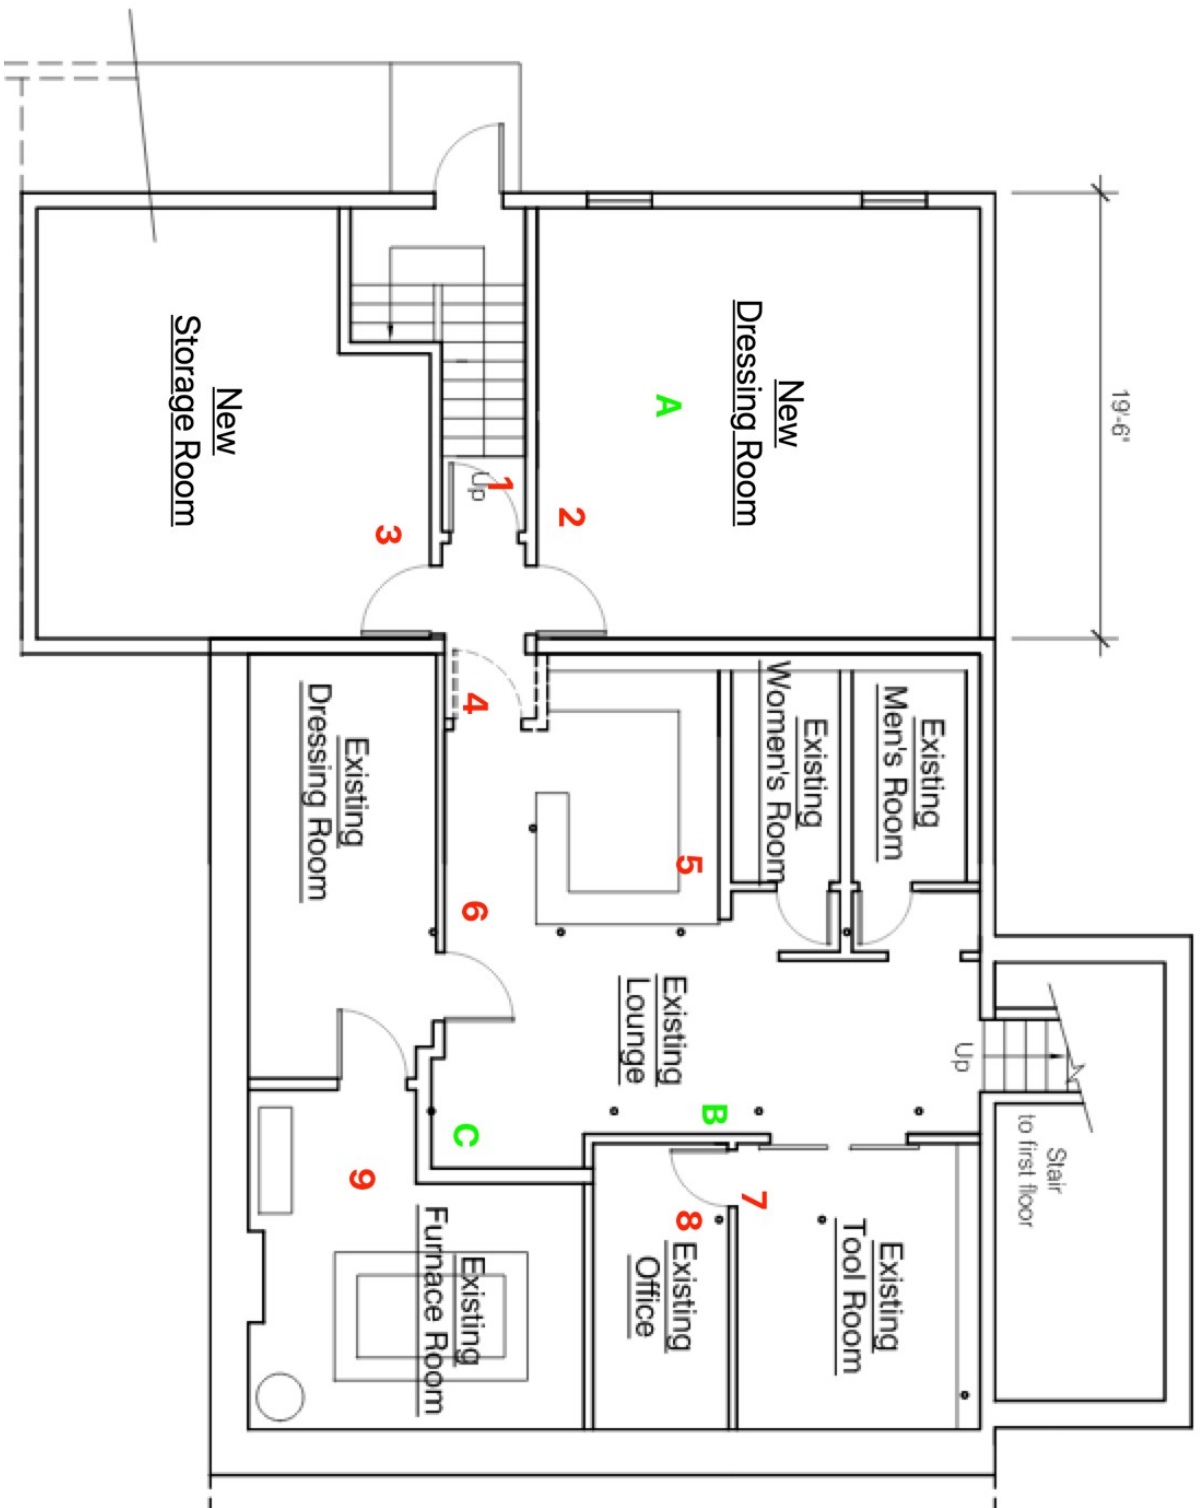 19'-6"
New
Dressing Room
A
2
Up
1
New
Storage Room
3
4
Existing
Men's Room
Existing
Women's Room
5
6
Existing
Dressing Room
Existing
Lounge
Up
Stair
to first floor
B
C
7
8
9
Existing
Tool Room
Existing
Office
Existing
Furnace Room